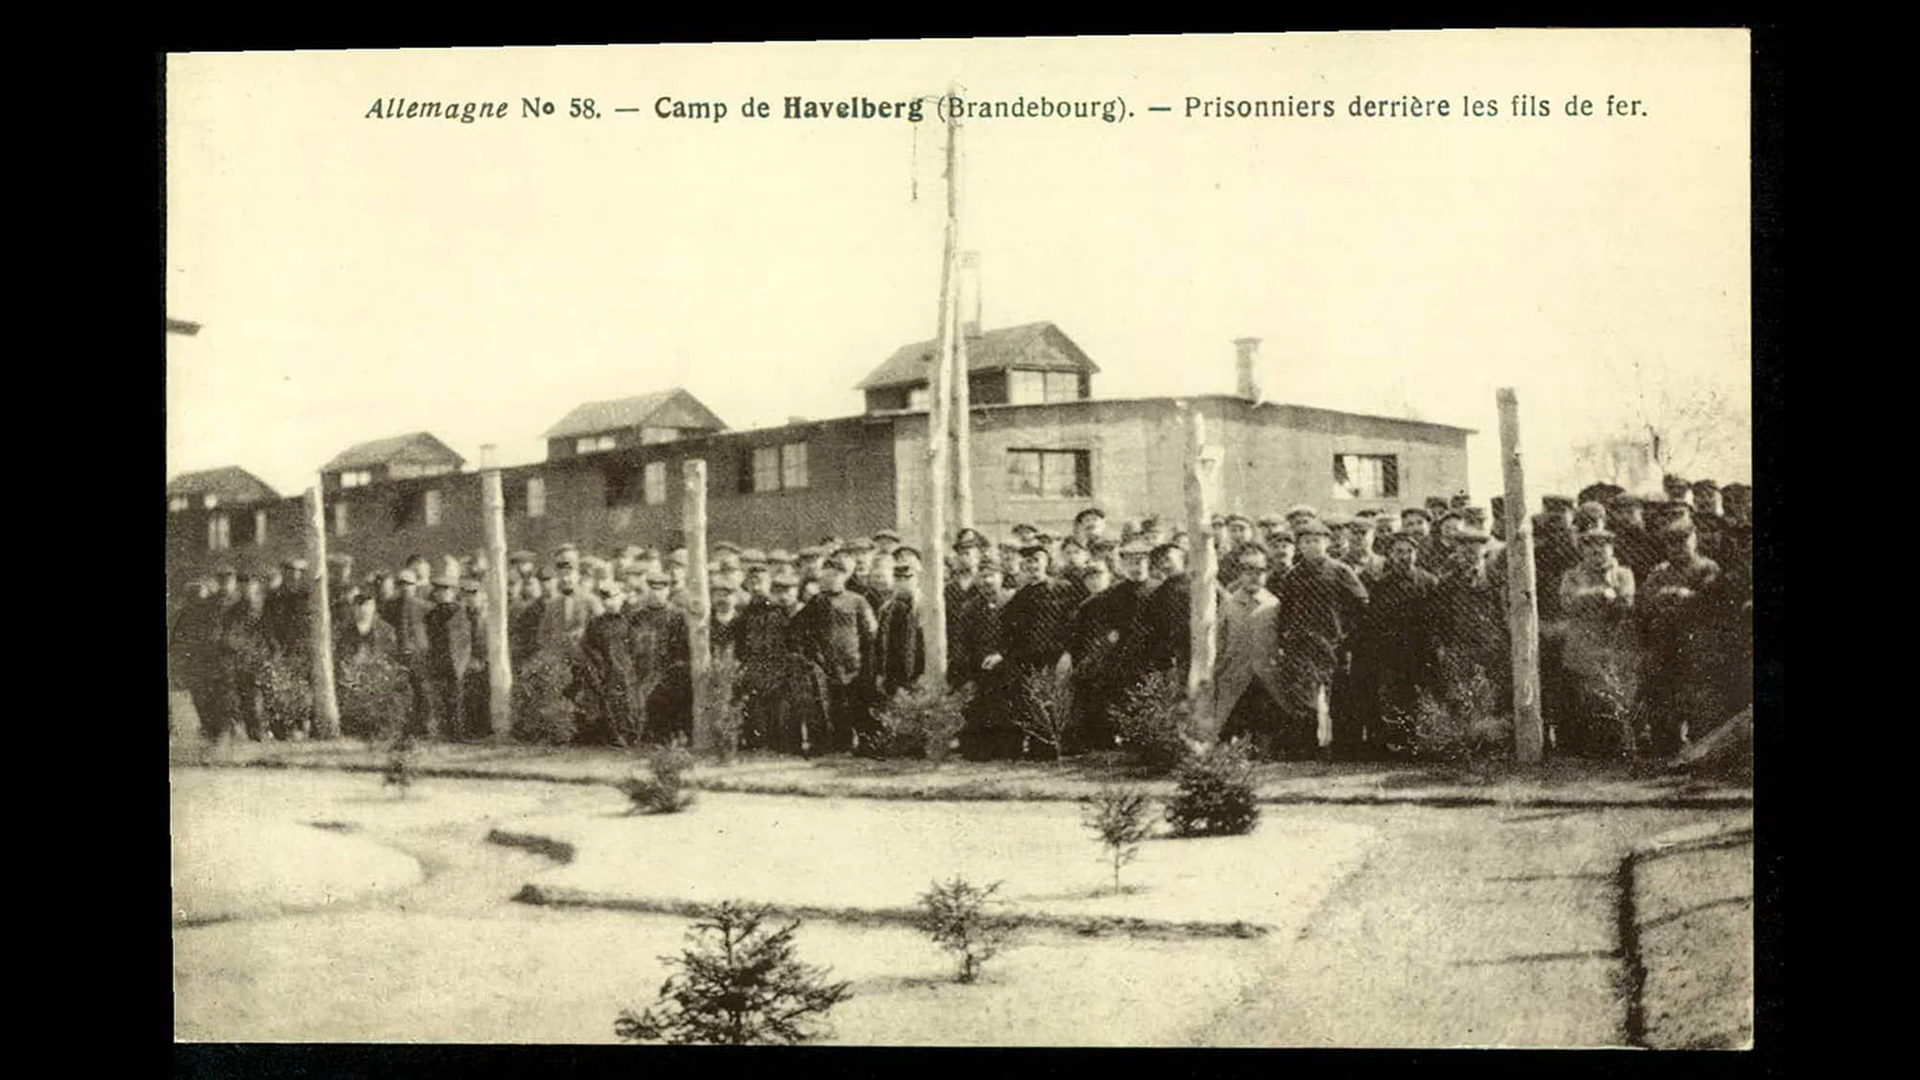 Allemagne No 58. — Camp de Havelberg (Brandebourg). — Prisonniers derrière les fils de fer.